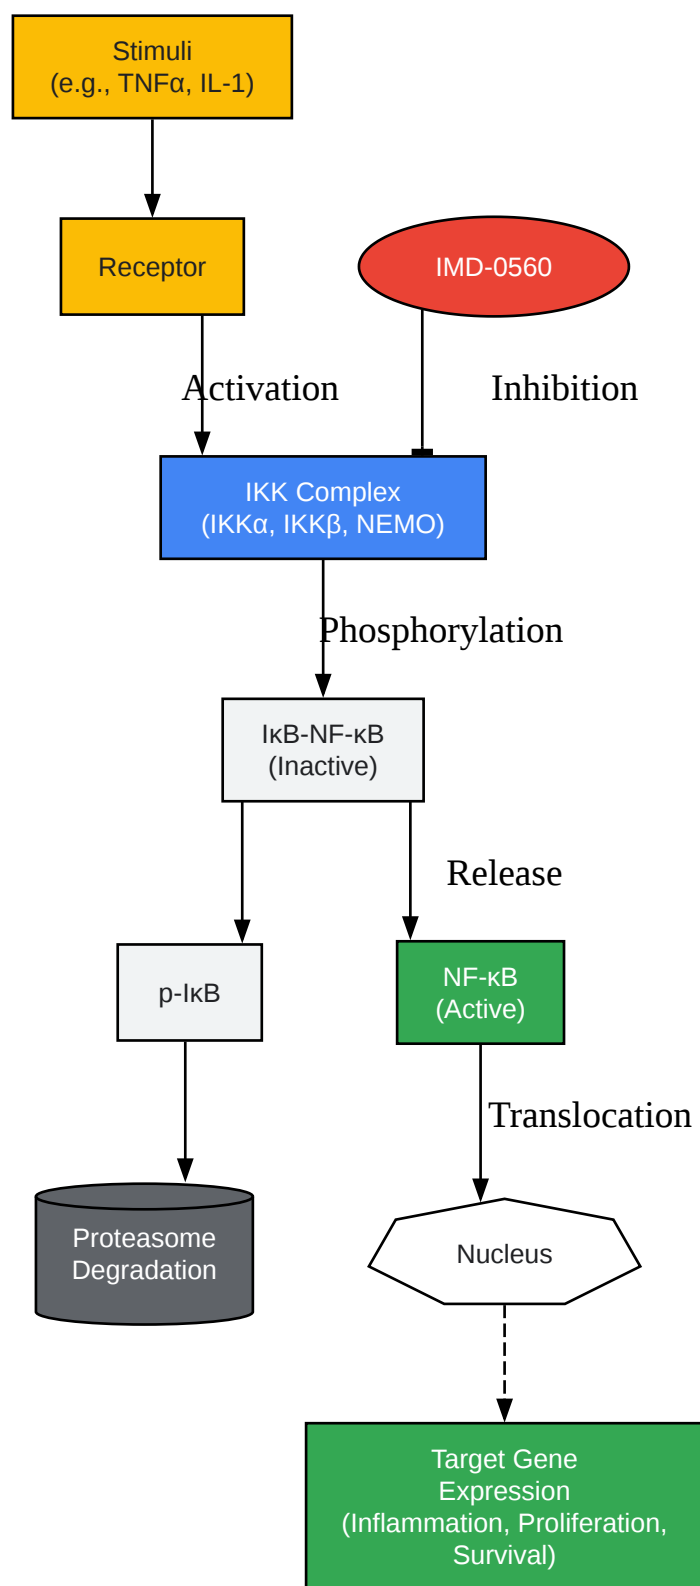 Stimuli
(e.g., TNFα, IL-1)
Receptor
IMD-0560
Activation
Inhibition
IKK Complex
(IKKα, IKKβ, NEMO)
Phosphorylation
IκB-NF-κB
(Inactive)
Release
p-IκB
NF-κB
(Active)
Translocation
Proteasome
Degradation
Nucleus
Target Gene
Expression
(Inflammation, Proliferation,
Survival)